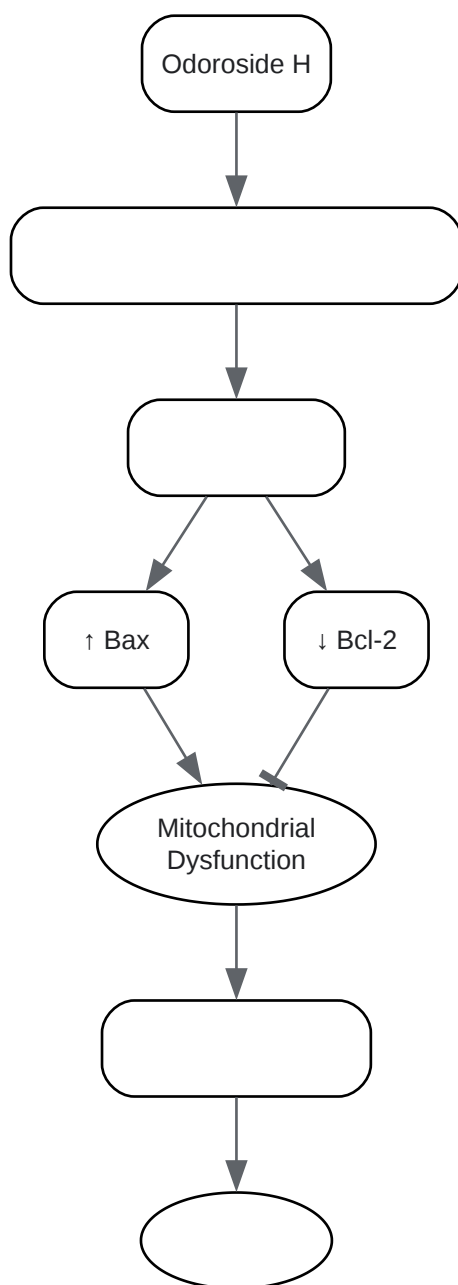 Odoroside H
↑ Bax
↓ Bcl-2
Mitochondrial
Dysfunction